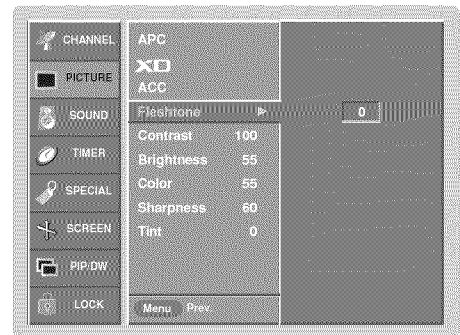 CHANNEL
PICTURE
SOUND
TIMER
SPECIAL
SCREEN
PIP/DW
LOCK
APC
XD
ACC
Fleshtone 0
Contrast 100
Brightness 55
Color 55
Sharpness 60
Tint 0
Menu Prev.